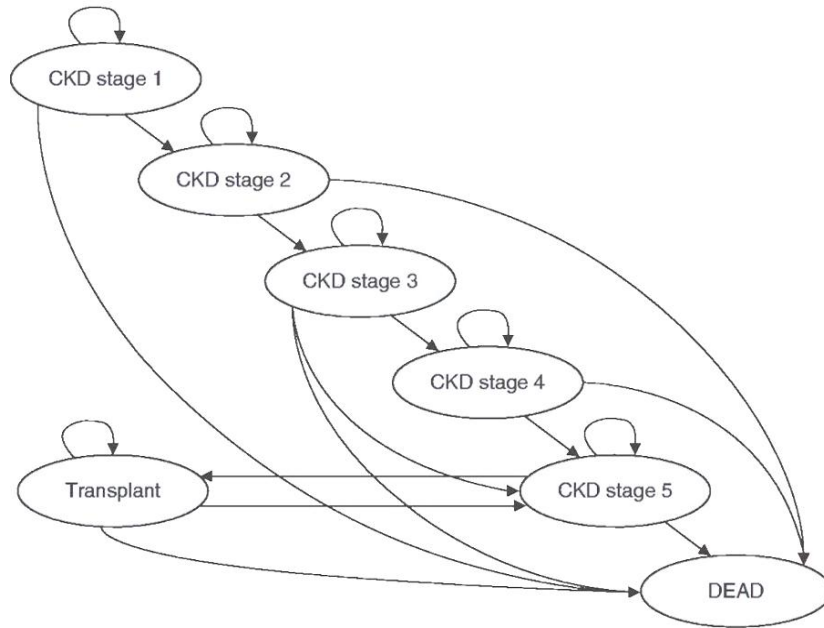 CKD stage 1
CKD stage 2
CKD stage 3
CKD stage 4
Transplant
CKD stage 5
DEAD